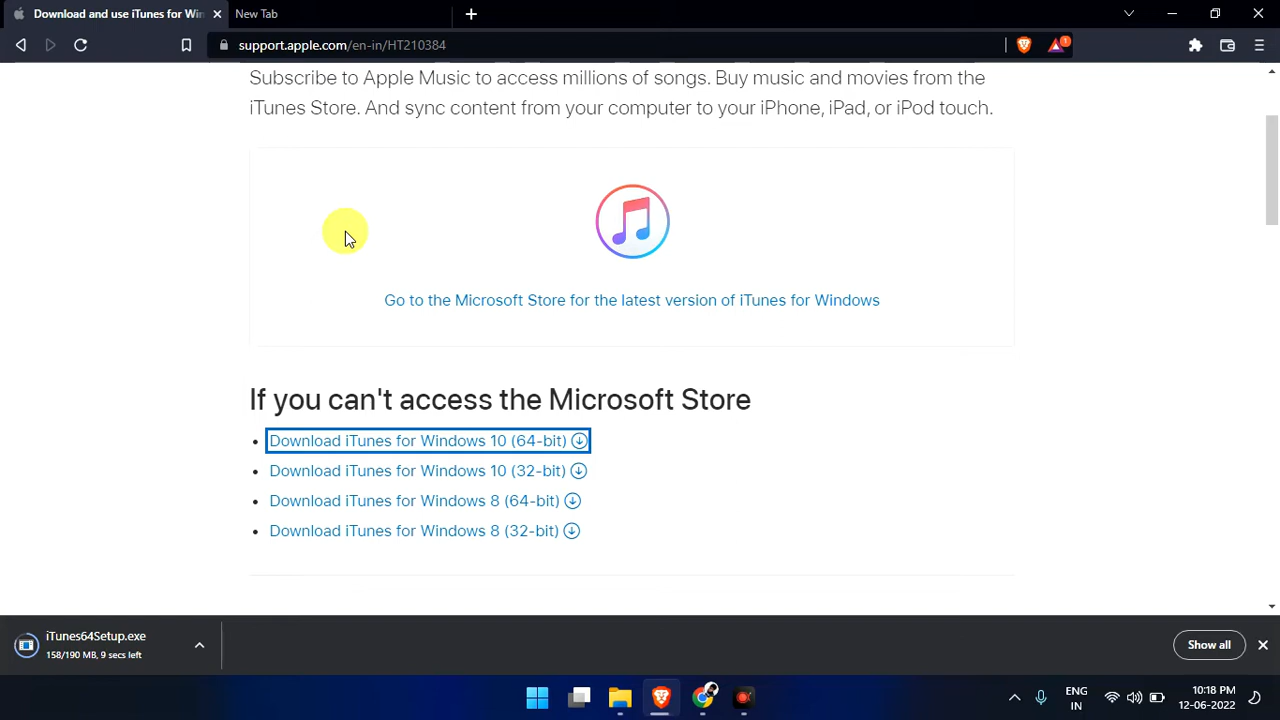 Download and use iTunes for Win
New Tab
support.apple.com/en-in/HT210384
1
Subscribe to Apple Music to access millions of songs. Buy music and movies from the
iTunes Store. And sync content from your computer to your iPhone, iPad, or iPod touch.
Go to the Microsoft Store for the latest version of iTunes for Windows
If you can't access the Microsoft Store
• Download iTunes for Windows 10 (64-bit)
• Download iTunes for Windows 10 (32-bit)
• Download iTunes for Windows 8 (64-bit)
• Download iTunes for Windows 8 (32-bit)
iTunes64Setup.exe
158/190 MB, 9 secs left
Show all
ENG
IN
10:18 PM
12-06-2022